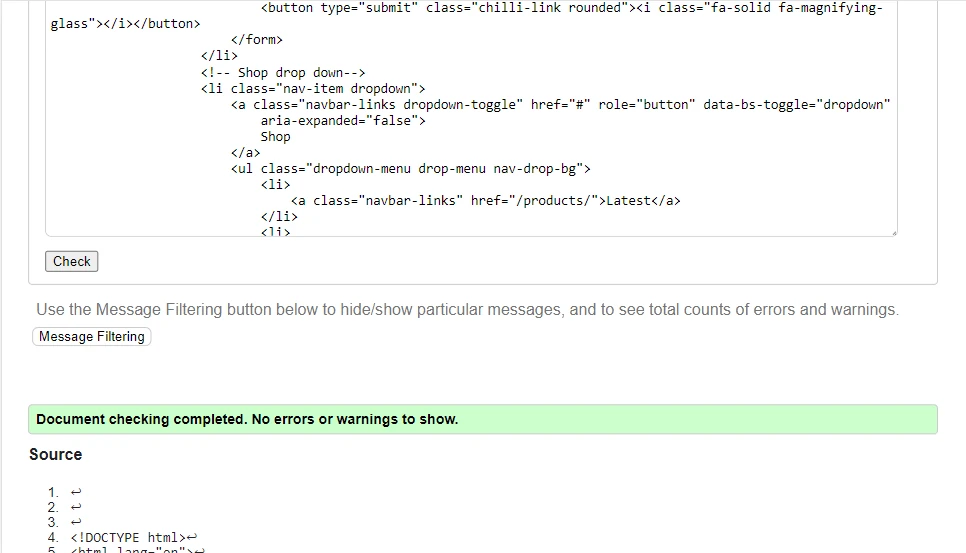 <button type="submit" class="chilli-link rounded"><i class="fa-solid fa-magnifying-
glass"></i></button>
</form>
</li>
<!-- Shop drop down-->
<li class="nav-item dropdown">
<a class="navbar-links dropdown-toggle" href="#" role="button" data-bs-toggle="dropdown"
aria-expanded="false">
Shop
</a>
<ul class="dropdown-menu drop-menu nav-drop-bg">
<li>
<a class="navbar-links" href="/products/">Latest</a>
</li>
<li>
Check
Use the Message Filtering button below to hide/show particular messages, and to see total counts of errors and warnings.
Message Filtering
Document checking completed. No errors or warnings to show.
Source
1. ↩
2. ↩
3. ↩
4. <!DOCTYPE html>↩
5. <html lang="en">↩